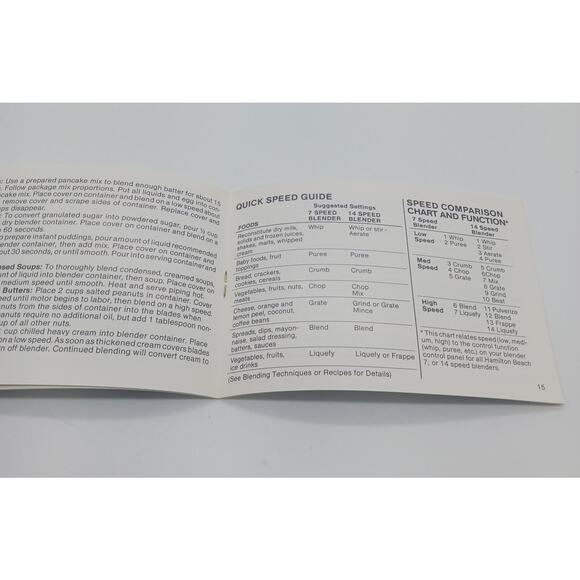 : Use a prepared pancake mix to blend enough batter for about 15
. Follow package mix proportions. Put all liquids and egg into con-
cake mix. Place cover on container and blend on a low speed about
remove cover and scrape sides of container. Replace cover and
ps disappear.
: To convert granulated sugar into powdered sugar, pour ½ cup
dry blender container. Place cover on container and blend on a
60 seconds.
prepare instant puddings, pour amount of liquid recommended
lender container, then add mix. Place cover on container and
out 30 seconds, or until smooth. Pour into serving container and
nsed Soups: To thoroughly blend condensed, creamed soups,
nt of liquid into blender container, then soup. Place cover on
medium speed until smooth. Heat and serve piping hot.
Butters: Place 2 cups salted peanuts in container. Cover
eed until motor begins to labor, then blend on a high speed.
nuts from the sides of container into the blades when
nuts require no additional oil, but add 1 tablespoon non-
up of all other nuts.
cup chilled heavy cream into blender container. Place
on a low speed. As soon as thickened cream covers blades
n off blender. Continued blending will convert cream to
QUICK SPEED GUIDE
Suggested Settings
FOODS 7 SPEED BLENDER 14 SPEED BLENDER
Reconstitute dry milk, Whip Whip or stir -
solids and frozen juices, Aerate
shakes, malts, whipped
cream
Baby foods, fruit Puree Puree
toppings
Bread, crackers, Crumb Crumb
cookies, cereals
Vegetables, fruits, nuts, Chop Chop
meats Mix
Cheese, orange and Grate Grind or Grate
lemon peel, coconut, Mince
coffee beans
Spreads, dips, mayon- Blend Blend
naise, salad dressing,
batters, sauces
Vegetables, fruits, Liquefy Liquefy or Frappe
ice drinks
(See Blending Techniques or Recipes for Details)
SPEED COMPARISON
CHART AND FUNCTION*
7 Speed Blender 14 Speed Blender
Low 1 Whip 1 Whip
Speed 2 Puree 2 Stir
3 Aerate
4 Puree
Med 3 Crumb 5 Crumb
Speed 4 Chop 6 Chop
5 Grate 7 Mix
8 Grate
9 Grind
10 Beat
High 6 Blend 11 Pulverize
Speed 7 Liquefy 12 Blend
13 Frappe
14 Liquefy
*This chart relates speed (low, medi-
um, high) to the control function
(whip, puree, etc.) on your blender
control panel for all Hamilton Beach
7, or 14 speed blenders.
15